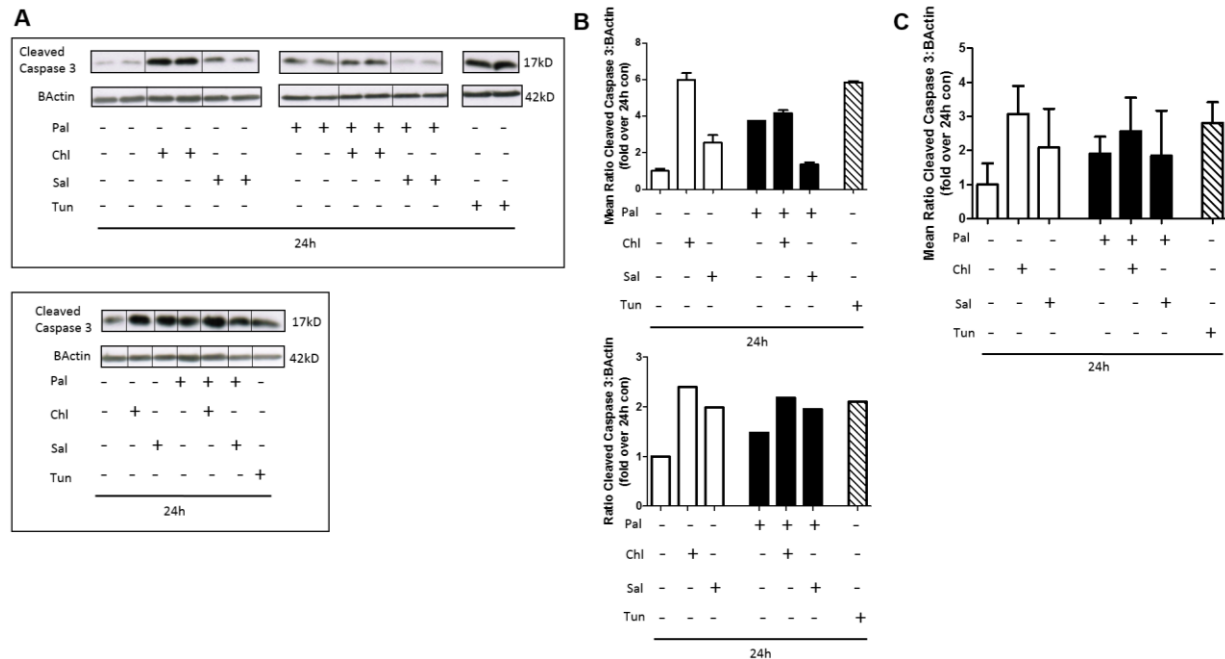 A
Cleaved
Caspase 3
17kD
BActin
42kD
Pal - - - - - - + + + + + + - -
Chl - - + + - - - - + + - - - -
Sal - - - - + + - - - - + + - -
Tun - - - - - - - - - - - - + +
24h
Cleaved
Caspase 3
17kD
BActin
42kD
Pal - - - + + + -
Chl - + - - + - -
Sal - - + - - + -
Tun - - - - - - +
24h
B
Mean Ratio Cleaved Caspase 3:BActin
(fold over 24h con)
8
6
4
2
0
Pal - - - + + + -
Chl - + - - + - -
Sal - - + - - + -
Tun - - - - - - +
24h
Ratio Cleaved Caspase 3:BActin
(fold over 24h con)
3
2
1
0
Pal - - - + + + -
Chl - + - - + - -
Sal - - + - - + -
Tun - - - - - - +
24h
C
Mean Ratio Cleaved Caspase 3:BActin
(fold over 24h con)
5
4
3
2
1
0
Pal - - - + + + -
Chl - + - - + - -
Sal - - + - - + -
Tun - - - - - - +
24h